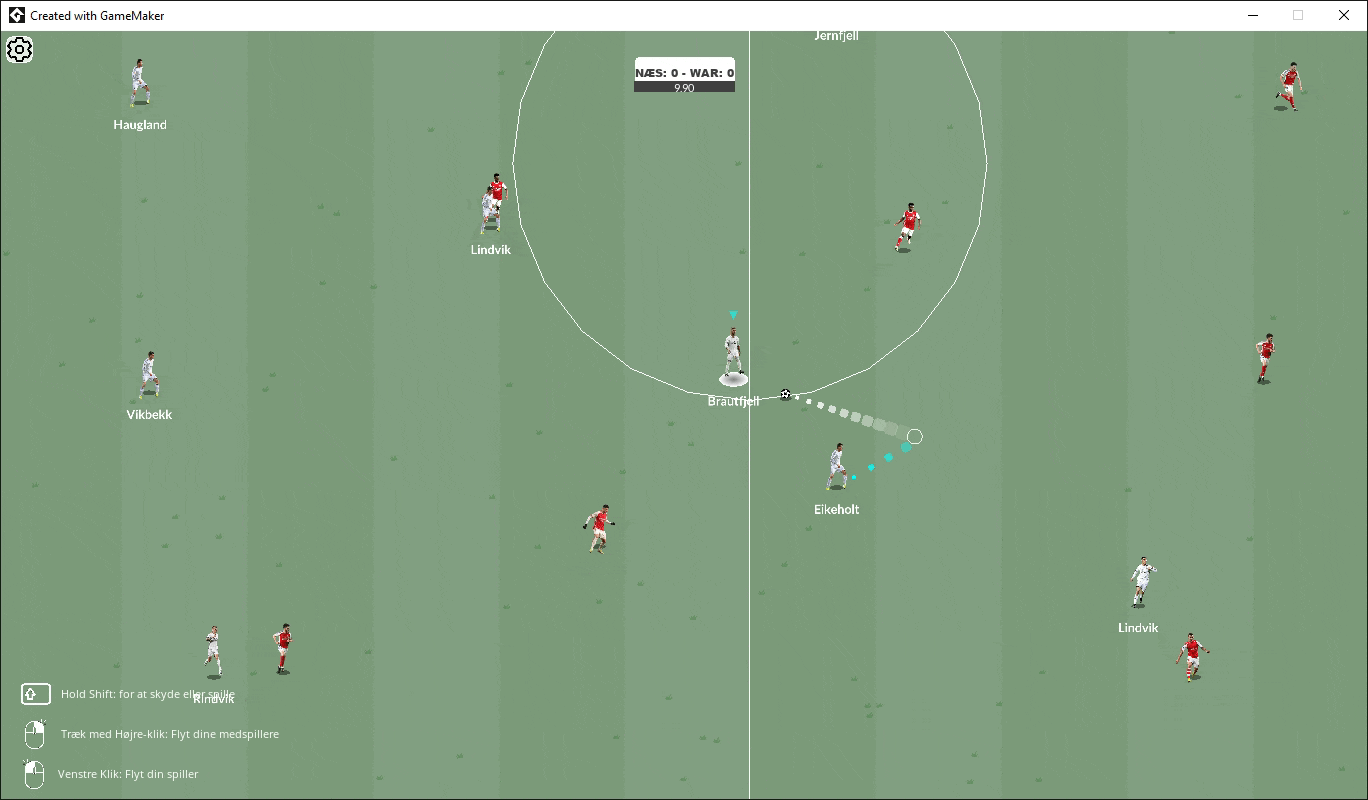 Created with GameMaker
Jernfjell
NÆS: 0 - WAR: 0
9.90
Haugland
Lindvik
Brautfjell
Vikbekk
Eikeholt
Lindvik
Hold Shift: for at skyde eller spille
Rindvik
Træk med Højre-klik: Flyt dine medspillere
Venstre Klik: Flyt din spiller